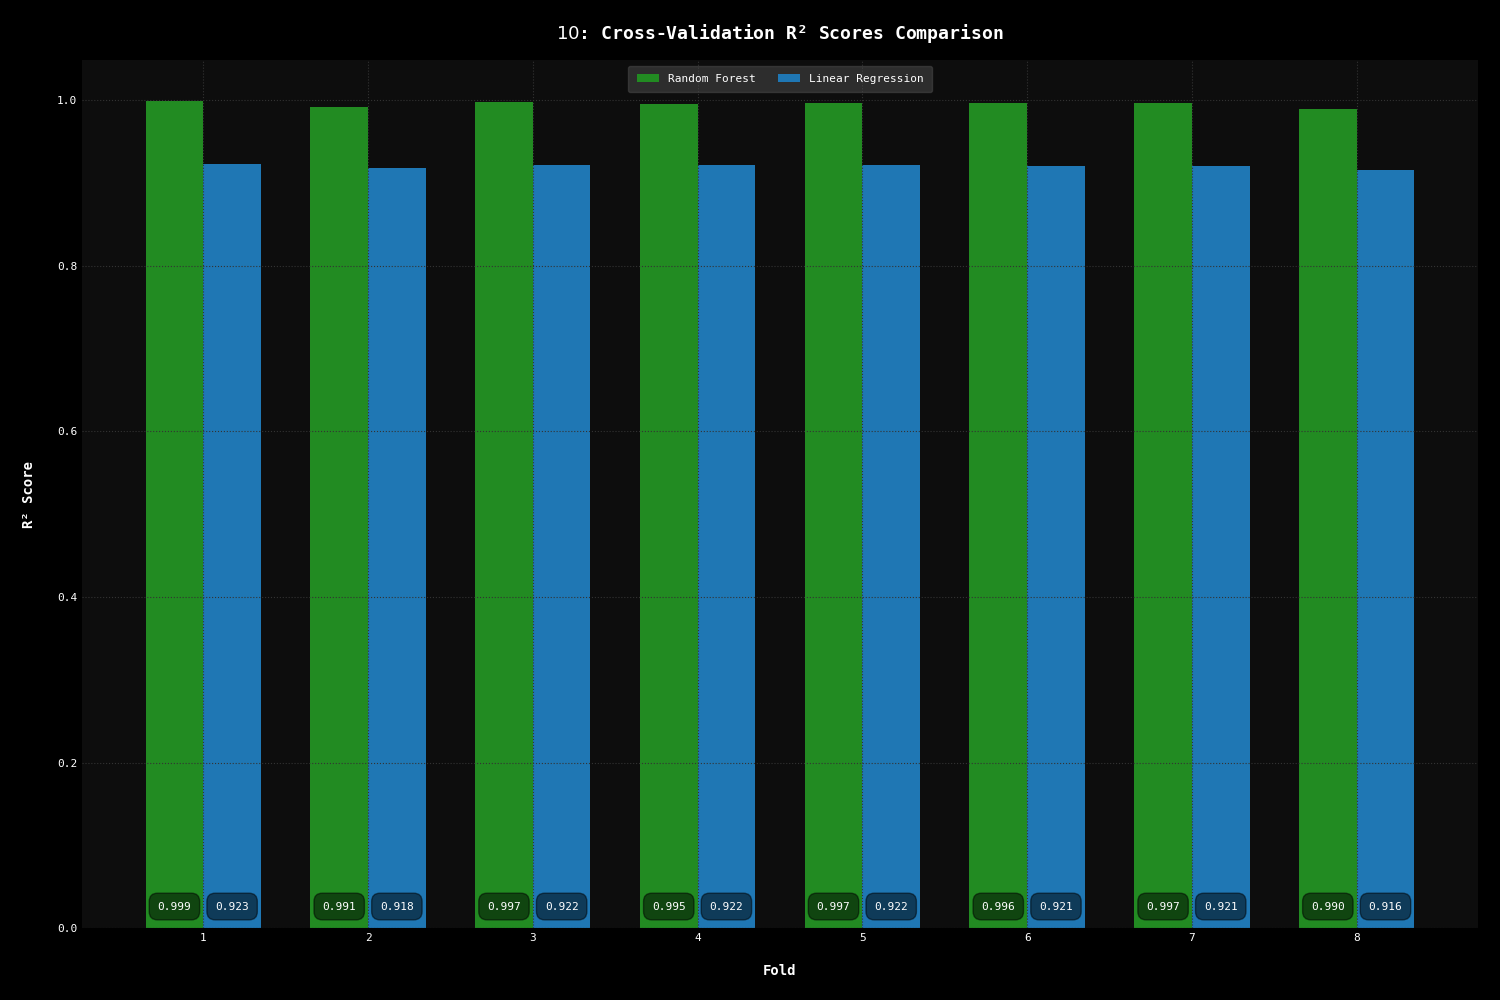 10: Cross-Validation R² Scores Comparison
Random Forest Linear Regression
1.0
0.8
0.6
0.4
0.2
0.0
R² Score
0.999 0.923 0.991 0.918 0.997 0.922 0.995 0.922 0.997 0.922 0.996 0.921 0.997 0.921 0.990 0.916
1 2 3 4 5 6 7 8
Fold